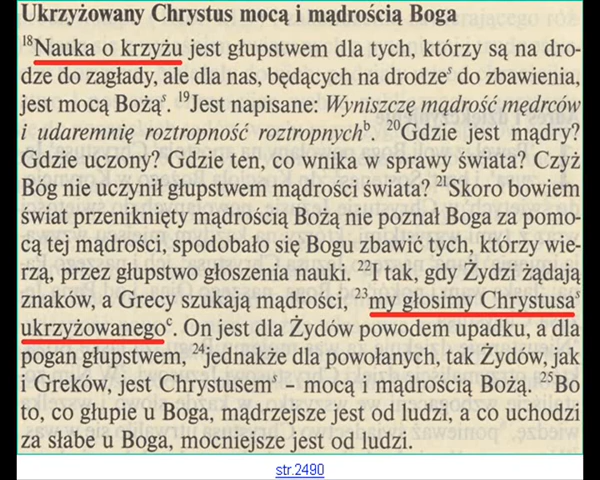 Ukrzyżowany Chrystus mocą i mądrością Boga
18Nauka o krzyżu jest głupstwem dla tych, którzy są na dro-
dze do zagłady, ale dla nas, będących na drodzes do zbawienia,
jest mocą Bożąs. 19Jest napisane: Wyniszczę mądrość mędrców
i udaremnię roztropność roztropnychb. 20Gdzie jest mądry?
Gdzie uczony? Gdzie ten, co wnika w sprawy świata? Czyż
Bóg nie uczynił głupstwem mądrości świata? 21Skoro bowiem
świat przeniknięty mądrością Bożą nie poznał Boga za pomo-
cą tej mądrości, spodobało się Bogu zbawić tych, którzy wie-
rzą, przez głupstwo głoszenia nauki. 22I tak, gdy Żydzi żądają
znaków, a Grecy szukają mądrości, 23my głosimy Chrystusas
ukrzyżowanegoc. On jest dla Żydów powodem upadku, a dla
pogan głupstwem, 24jednakże dla powołanych, tak Żydów, jak
i Greków, jest Chrystusems – mocą i mądrością Bożą. 25Bo
to, co głupie u Boga, mądrzejsze jest od ludzi, a co uchodzi
za słabe u Boga, mocniejsze jest od ludzi.
str.2490